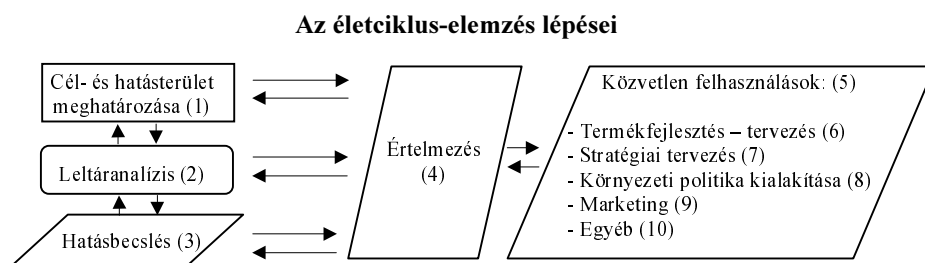 Az életciklus-elemzés lépései
Cél- és hatásterület
meghatározása (1)
Leltáranalízis (2)
Hatásbecslés (3)
Értelmezés
(4)
Közvetlen felhasználások: (5)
- Termékfejlesztés – tervezés (6)
- Stratégiai tervezés (7)
- Környezeti politika kialakítása (8)
- Marketing (9)
- Egyéb (10)